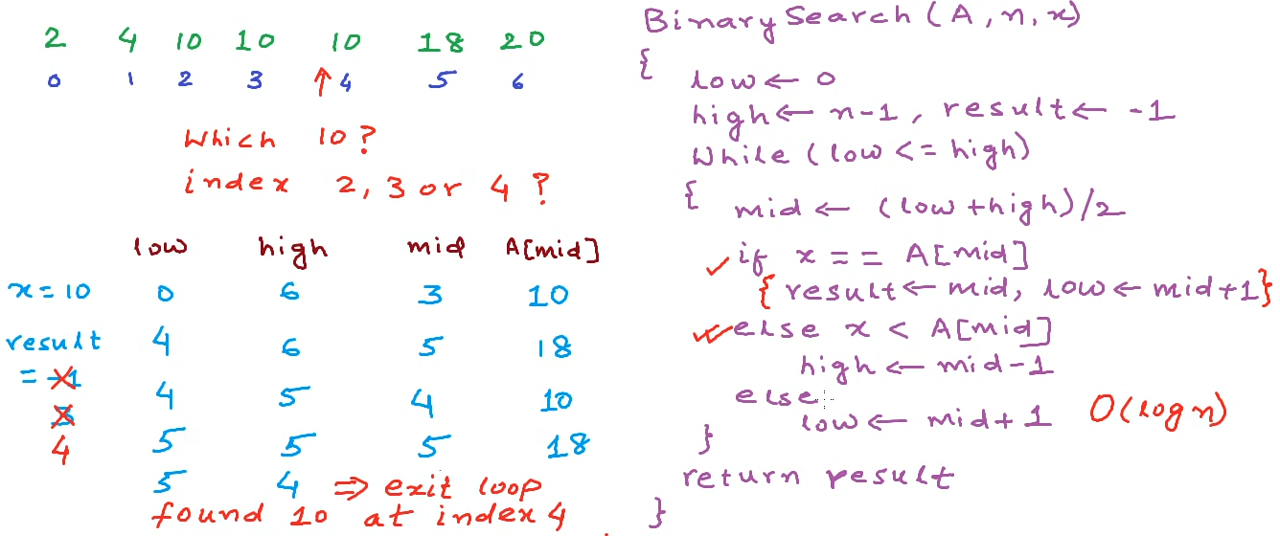 2 4 10 10 10 18 20
0 1 2 3 ↑ 4 5 6
Which 10?
index 2, 3 or 4 ?
low high mid A[mid]
x = 10 0 6 3 10
result 4 6 5 18
= -1
4 5 4 10
3
4 5 5 5 18
5 4 ⇒ exit loop
found 10 at index 4
Binary Search (A, n, x)
{
low ← 0
high ← n-1, result ← -1
While (low <= high)
{ mid ← (low + high)/2
✓ if x == A[mid]
{ result ← mid, low ← mid+1}
✓ else x < A[mid]
high ← mid-1
else
low ← mid+1 O(log n)
}
return result
}